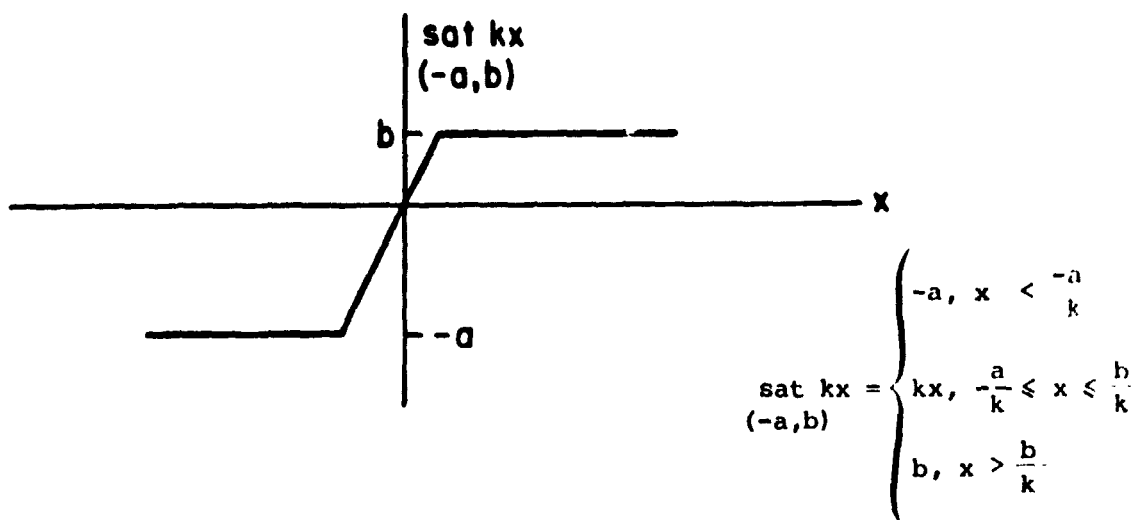 sat kx
(-a,b)
b
x
-a
-a, x < -a/k
sat kx = kx, -a/k ≤ x ≤ b/k
(-a,b)
b, x > b/k